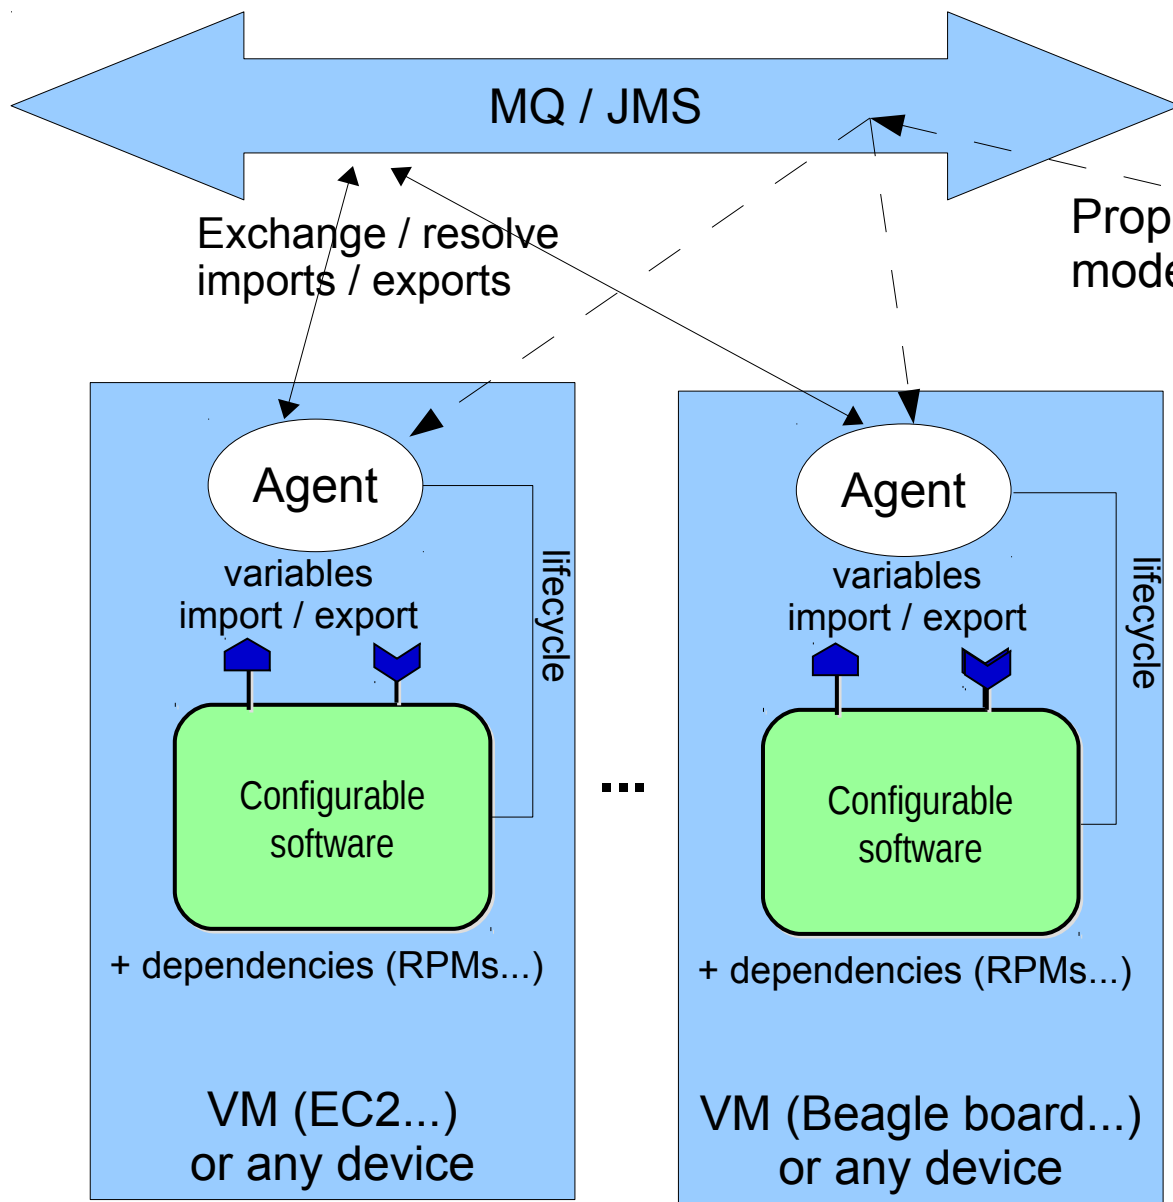 MQ / JMS
Exchange / resolve
imports / exports
Agent
variables
import / export
lifecycle
Configurable
software
+ dependencies (RPMs...)
VM (EC2...)
or any device
...
Agent
variables
import / export
lifecycle
Configurable
software
+ dependencies (RPMs...)
VM (Beagle board...)
or any device